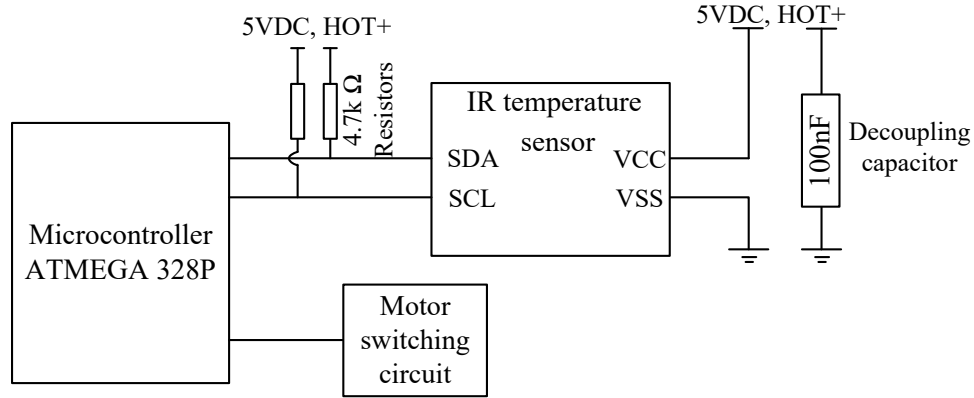 5VDC, HOT+
5VDC, HOT+
4.7k Ω
Resistors
IR temperature
sensor
SDA
VCC
SCL
VSS
100nF
Decoupling
capacitor
Microcontroller
ATMEGA 328P
Motor
switching
circuit